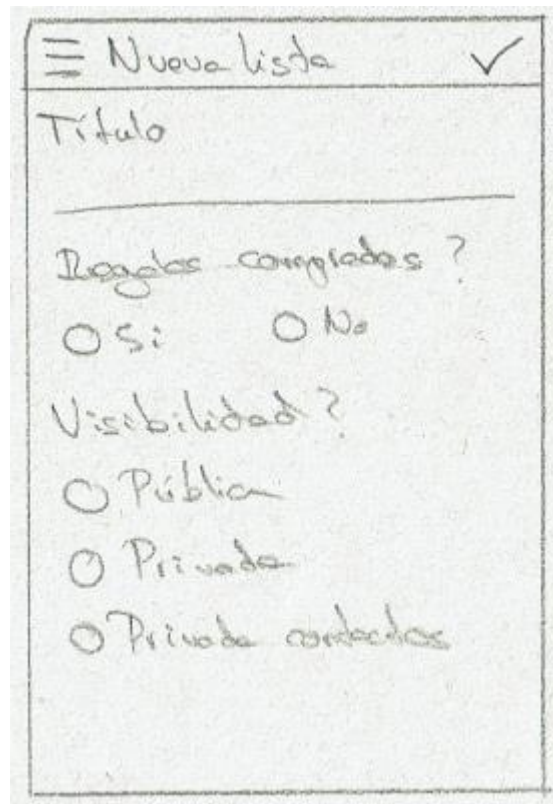 Nueva lista
Título
Regalos comprados ?
Si No
Visibilidad ?
Pública
Privada
Privada contactos